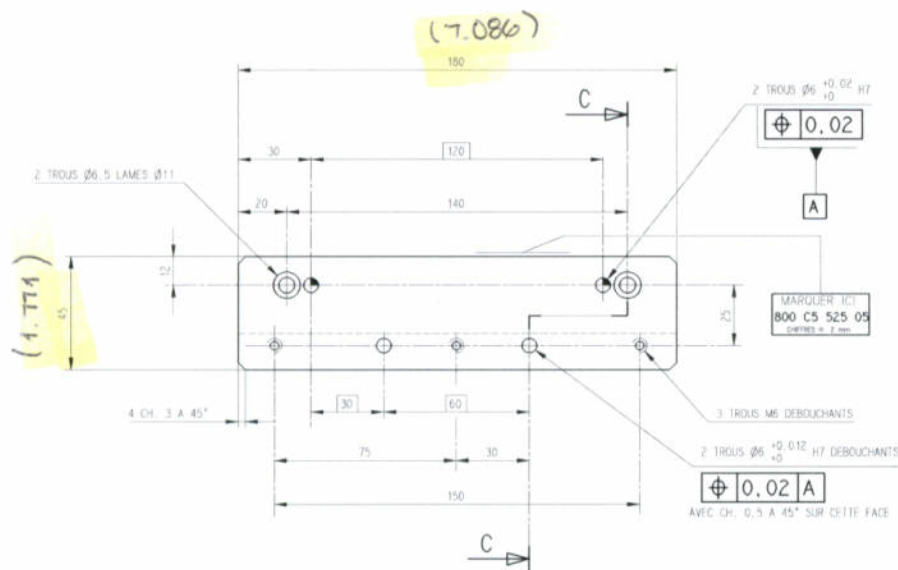 (7.086)
180
C
2 TROUS Ø6 +0.02 +0 H7
⌖ 0.02
A
30
120
2 TROUS Ø6.5 LAMES Ø11
20
140
12
45
(1.771)
25
MARQUER ICI
800 C5 525 05
CHIFFRES H 2 mm
4 CH. 3 A 45°
30
60
3 TROUS M6 DEBOUCHANTS
75
30
2 TROUS Ø6 +0.012 +0 H7 DEBOUCHANTS
150
⌖ 0.02 A
AVEC CH. 0.5 A 45° SUR CETTE FACE
C